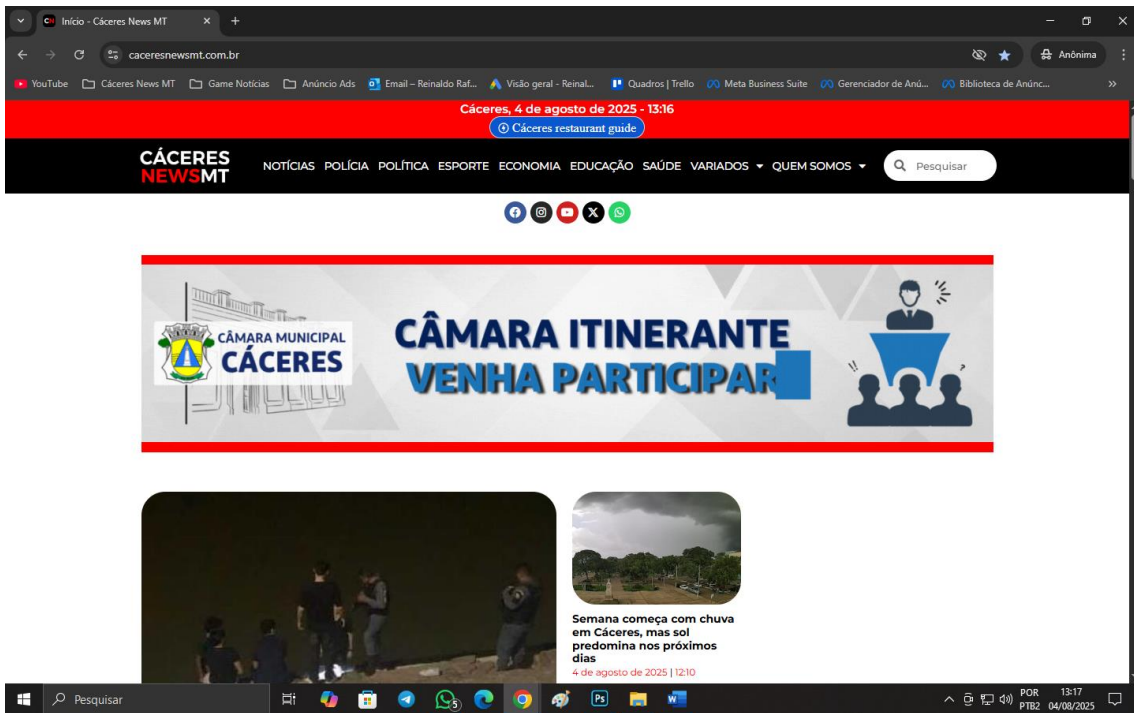 Início - Cáceres News MT
caceresnewsmt.com.br
Anônima
YouTube Cáceres News MT Game Notícias Anúncio Ads Email – Reinaldo Raf... Visão geral - Reinal... Quadros | Trello Meta Business Suite Gerenciador de Anú... Biblioteca de Anúnc...
Cáceres, 4 de agosto de 2025 - 13:16
Cáceres restaurant guide
CÁCERES
NEWSMT
NOTÍCIAS POLÍCIA POLÍTICA ESPORTE ECONOMIA EDUCAÇÃO SAÚDE VARIADOS QUEM SOMOS
Pesquisar
CÂMARA MUNICIPAL
CÁCERES
CÂMARA ITINERANTE
VENHA PARTICIPAR
Semana começa com chuva
em Cáceres, mas sol
predomina nos próximos
dias
4 de agosto de 2025 | 12:10
Pesquisar
5
Ps
POR
PTB2
13:17
04/08/2025